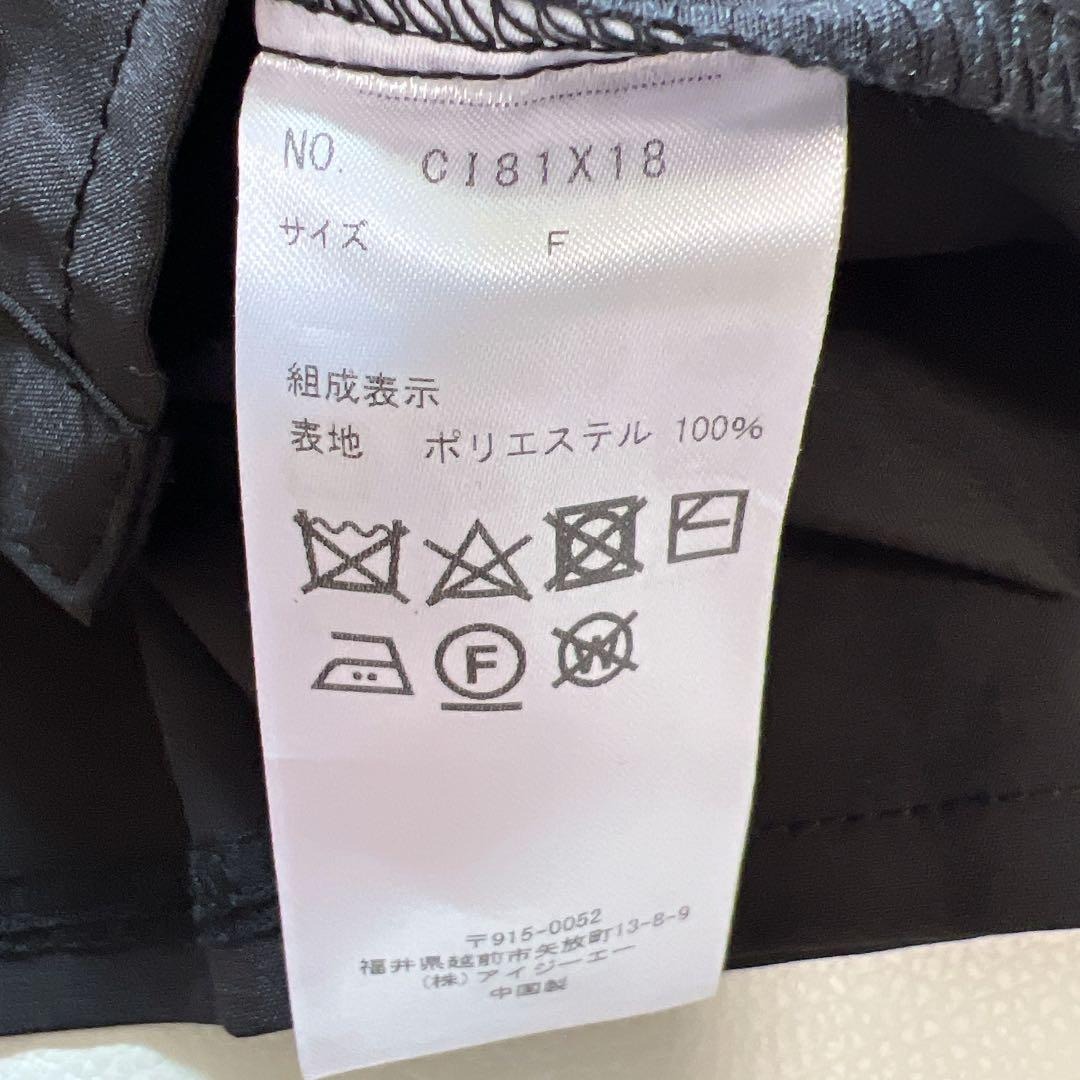 NO. CI81X18
サイズ F
組成表示
表地 ポリエステル 100%
F W
〒915-0052
福井県越前市矢放町13-8-9
(株)アイジーエー
中国製